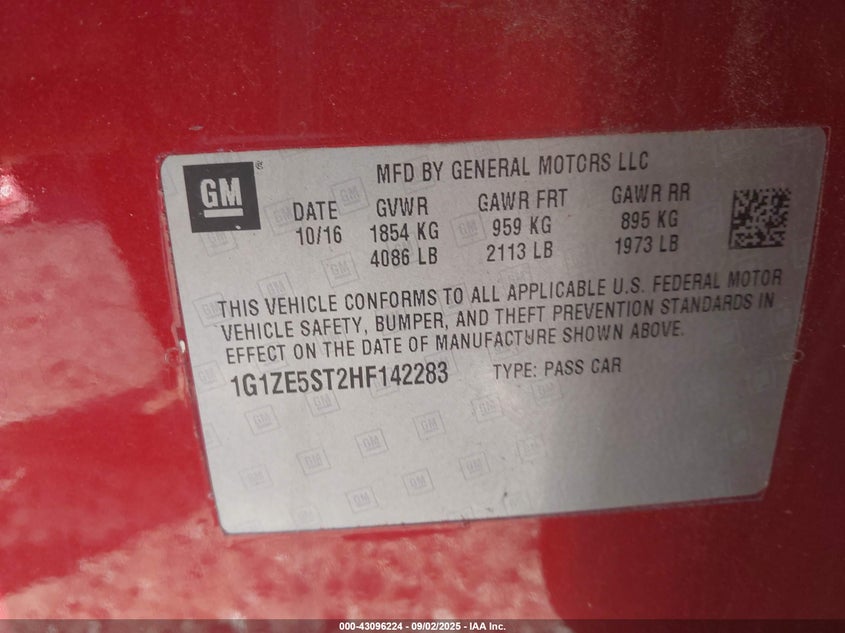 GM
MFD BY GENERAL MOTORS LLC
DATE GVWR GAWR FRT GAWR RR
10/16 1854 KG 959 KG 895 KG
4086 LB 2113 LB 1973 LB
THIS VEHICLE CONFORMS TO ALL APPLICABLE U.S. FEDERAL MOTOR
VEHICLE SAFETY, BUMPER, AND THEFT PREVENTION STANDARDS IN
EFFECT ON THE DATE OF MANUFACTURE SHOWN ABOVE.
1G1ZE5ST2HF142283 TYPE: PASS CAR
000-43096224 - 09/02/2025 - IAA Inc.